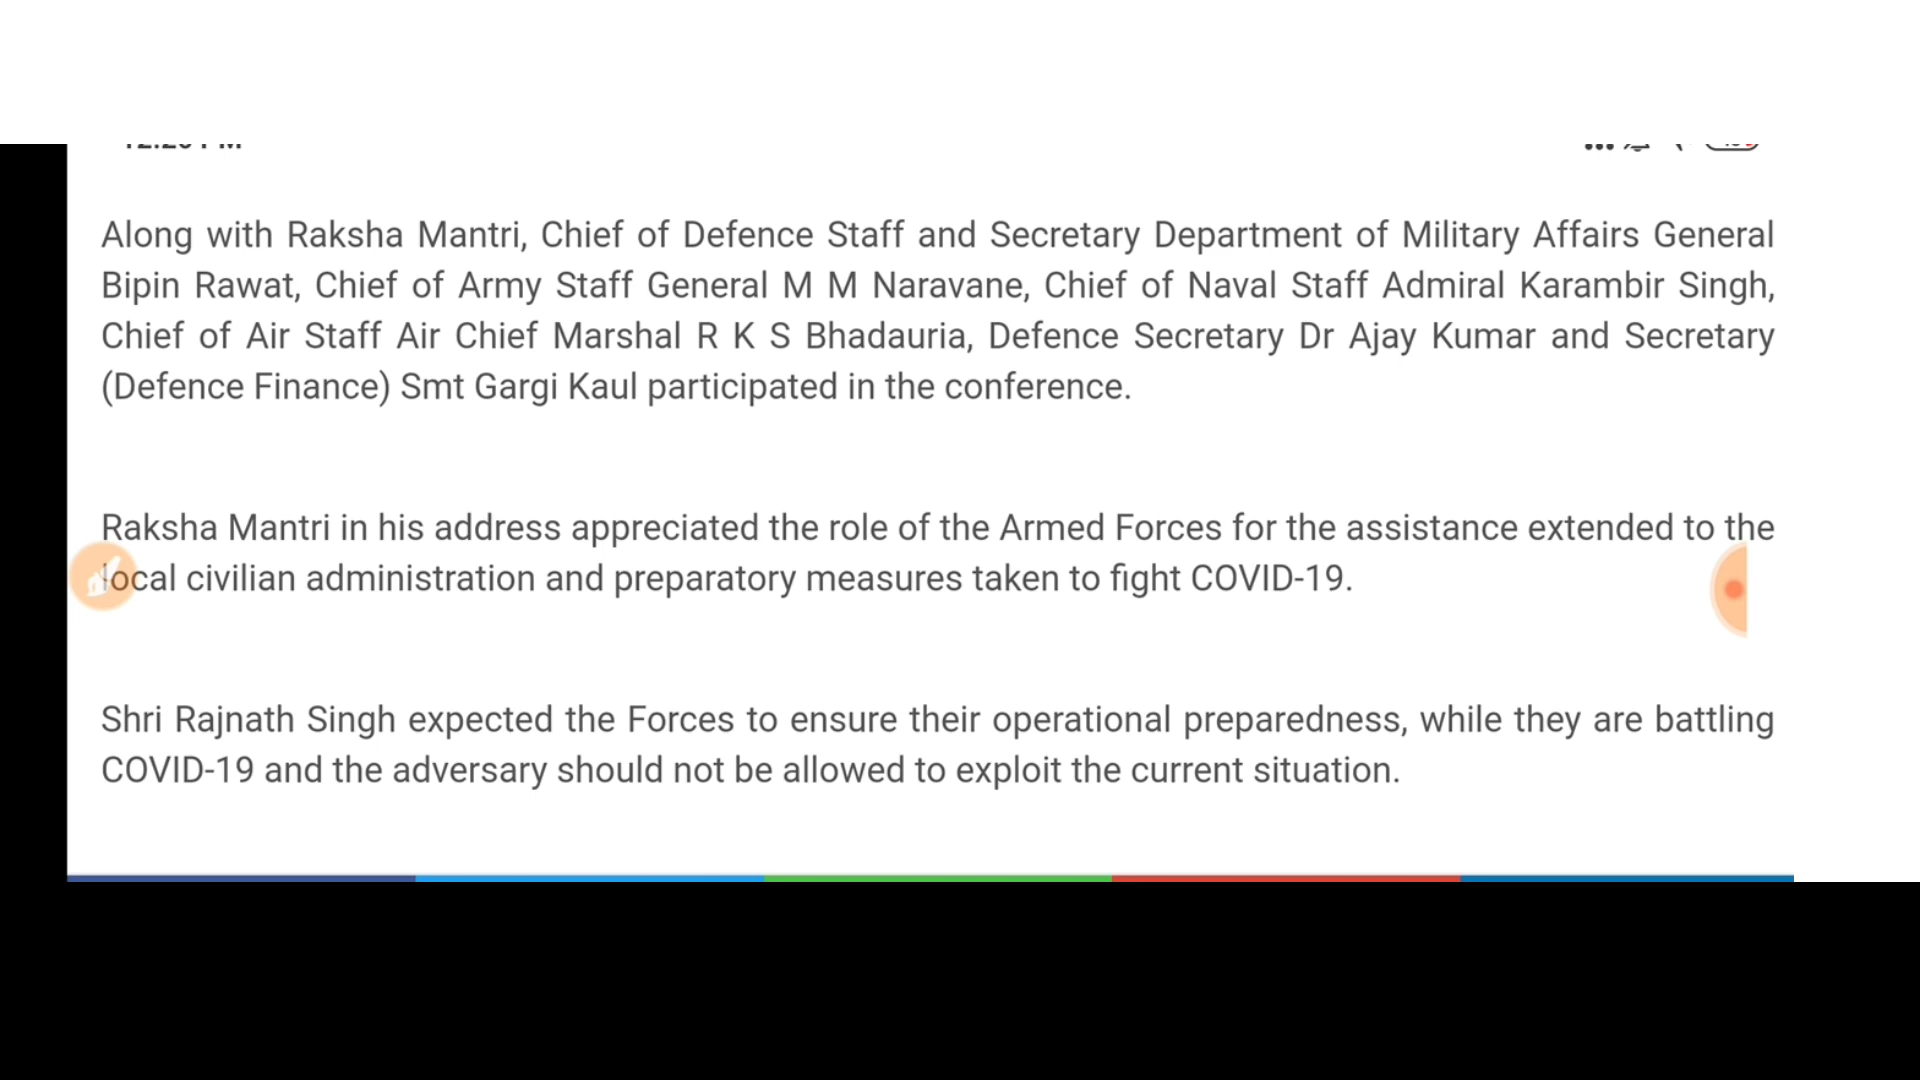 Along with Raksha Mantri, Chief of Defence Staff and Secretary Department of Military Affairs General
Bipin Rawat, Chief of Army Staff General M M Naravane, Chief of Naval Staff Admiral Karambir Singh,
Chief of Air Staff Air Chief Marshal R K S Bhadauria, Defence Secretary Dr Ajay Kumar and Secretary
(Defence Finance) Smt Gargi Kaul participated in the conference.
Raksha Mantri in his address appreciated the role of the Armed Forces for the assistance extended to the
local civilian administration and preparatory measures taken to fight COVID-19.
Shri Rajnath Singh expected the Forces to ensure their operational preparedness, while they are battling
COVID-19 and the adversary should not be allowed to exploit the current situation.